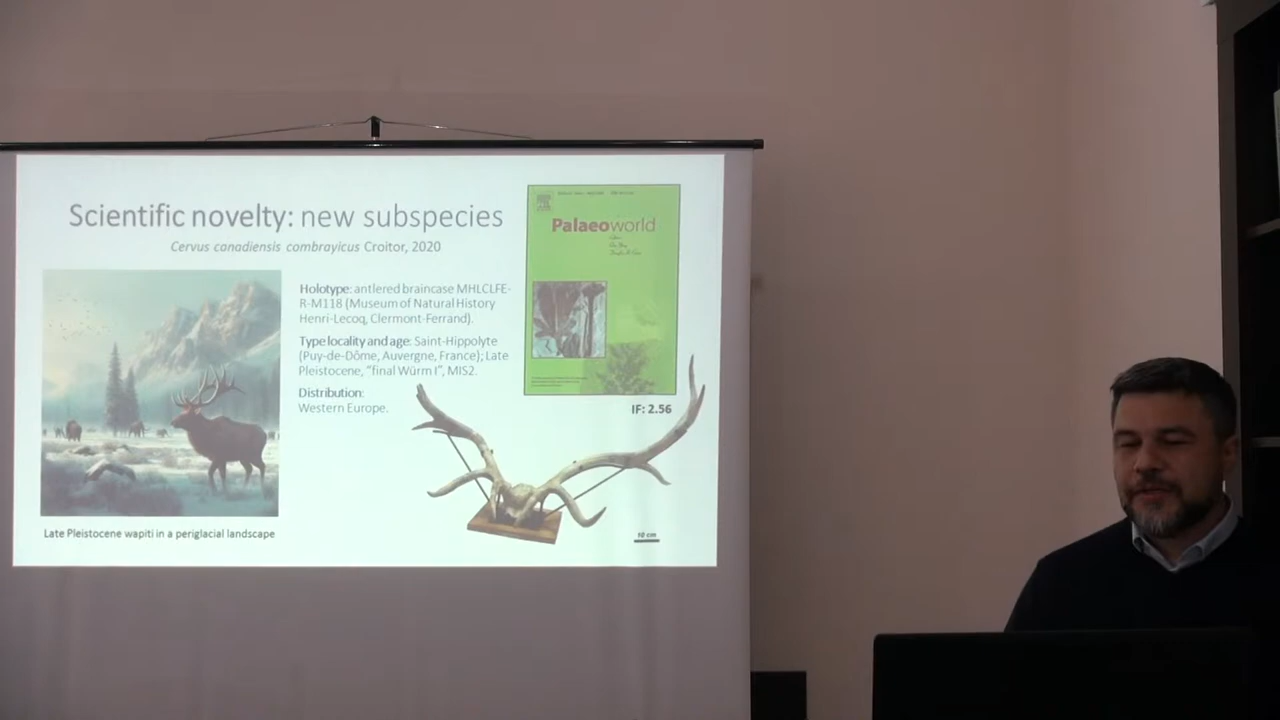 Scientific novelty: new subspecies
Cervus canadiensis combrayicus Croitor, 2020
Holotype: antlered braincase MHLCLFE-
R-M118 (Museum of Natural History
Henri-Lecoq, Clermont-Ferrand).
Type locality and age: Saint-Hippolyte
(Puy-de-Dôme, Auvergne, France); Late
Pleistocene, “final Würm I”, MIS2.
Distribution:
Western Europe.
Late Pleistocene wapiti in a periglacial landscape
Palaeoworld
IF: 2.56
10 cm